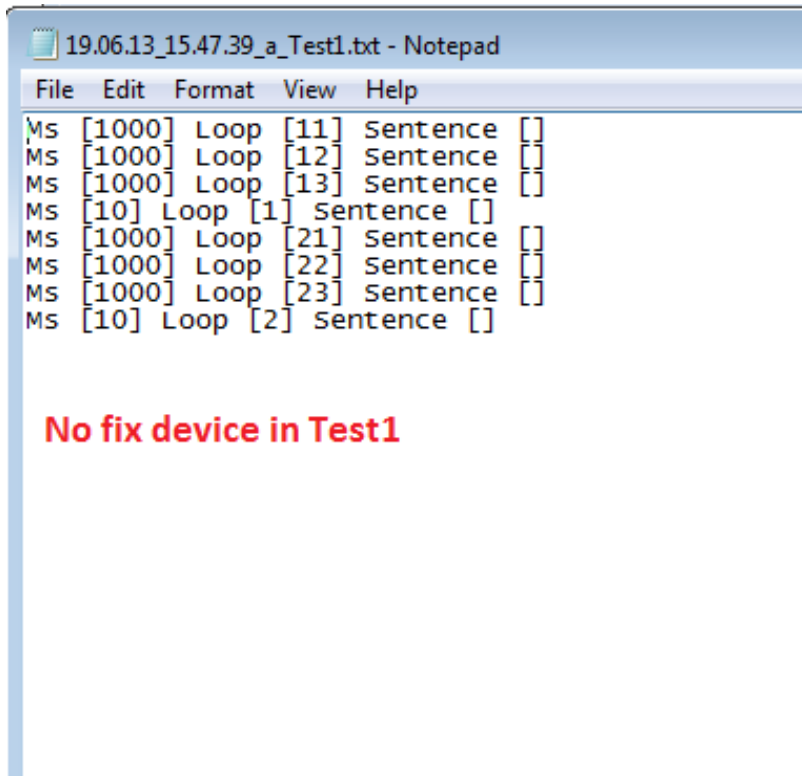 19.06.13_15.47.39_a_Test1.txt - Notepad
File Edit Format View Help
Ms [1000] Loop [11] Sentence []
Ms [1000] Loop [12] Sentence []
Ms [1000] Loop [13] Sentence []
Ms [10] Loop [1] Sentence []
Ms [1000] Loop [21] Sentence []
Ms [1000] Loop [22] Sentence []
Ms [1000] Loop [23] Sentence []
Ms [10] Loop [2] Sentence []
No fix device in Test1